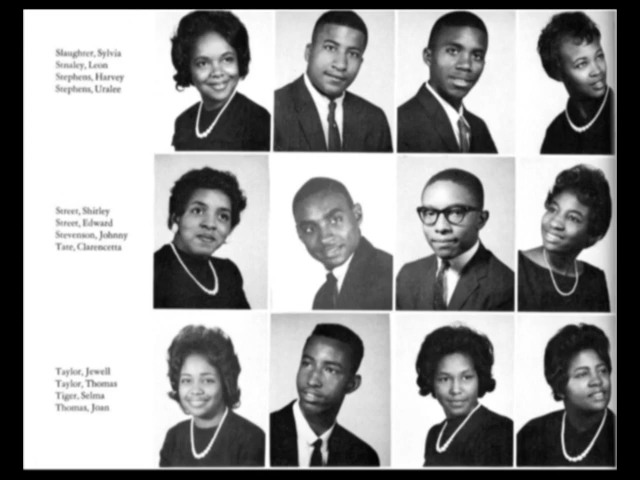 Slaughter, Sylvia
Smaley, Leon
Stephens, Harvey
Stephens, Uralee
Street, Shirley
Street, Edward
Stevenson, Johnny
Tate, Clarencetta
Taylor, Jewell
Taylor, Thomas
Tiger, Selma
Thomas, Joan